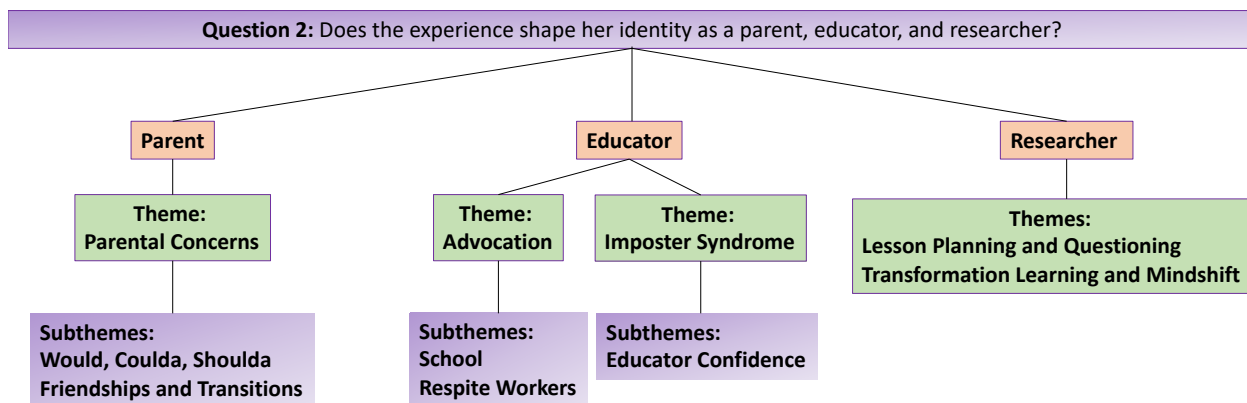 Question 2: Does the experience shape her identity as a parent, educator, and researcher?
Parent
Educator
Researcher
Theme:
Parental Concerns
Theme:
Advocation
Theme:
Imposter Syndrome
Themes:
Lesson Planning and Questioning
Transformation Learning and Mindshift
Subthemes:
Would, Coulda, Shoulda
Friendships and Transitions
Subthemes:
School
Respite Workers
Subthemes:
Educator Confidence